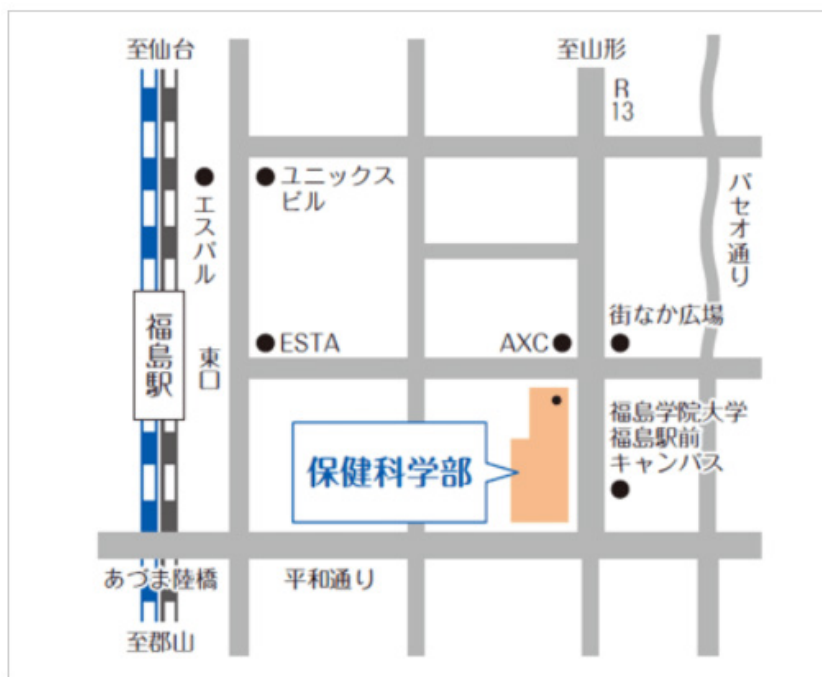 至仙台
至山形
R
13
ユニックス
ビル
エスパル
パセオ通り
福島駅
東口
ESTA
AXC
街なか広場
福島学院大学
福島駅前
キャンパス
保健科学部
あづま陸橋
平和通り
至郡山